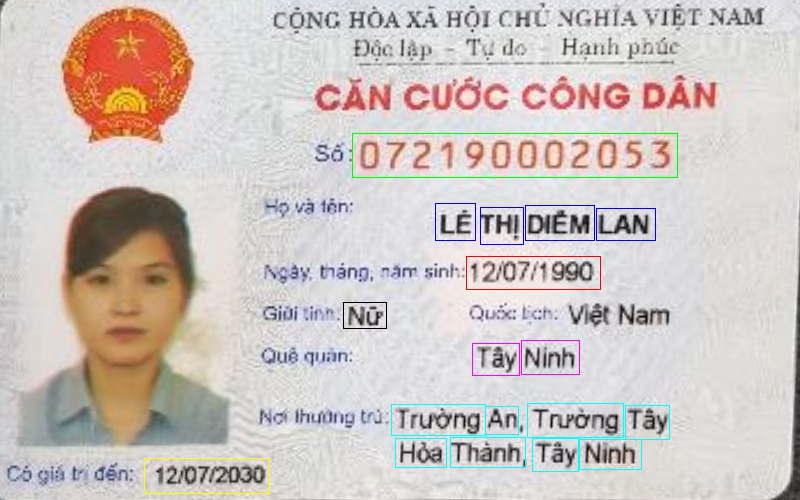 CỘNG HÒA XÃ HỘI CHỦ NGHĨA VIỆT NAM
Độc lập - Tự do - Hạnh phúc
CĂN CƯỚC CÔNG DÂN
Số: 072190002053
Họ và tên: LÊ THỊ DIỄM LAN
Ngày, tháng, năm sinh: 12/07/1990
Giới tính: Nữ Quốc tịch: Việt Nam
Quê quán: Tây Ninh
Nơi thường trú: Trường An, Trường Tây
Hòa Thành, Tây Ninh
Có giá trị đến: 12/07/2030